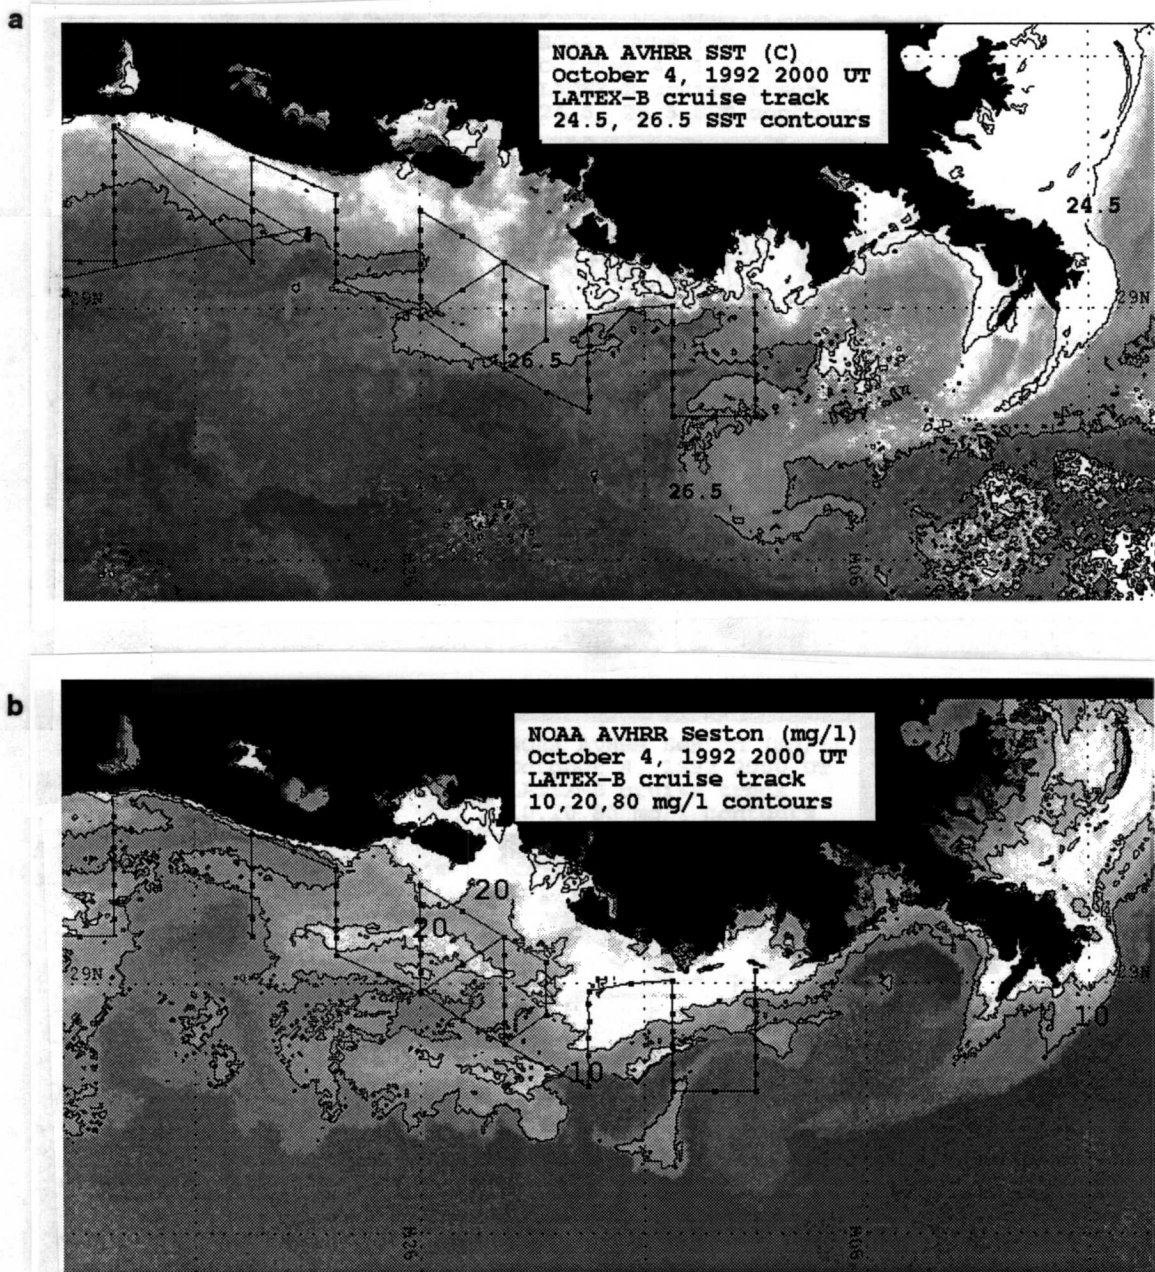 a
NOAA AVHRR SST (C)
October 4, 1992 2000 UT
LATEX-B cruise track
24.5, 26.5 SST contours
24.5
29N
29N
26.5
26.5
92W
90W
b
NOAA AVHRR Seston (mg/l)
October 4, 1992 2000 UT
LATEX-B cruise track
10,20,80 mg/l contours
20
20
29N
29N
10
10
92W
90W